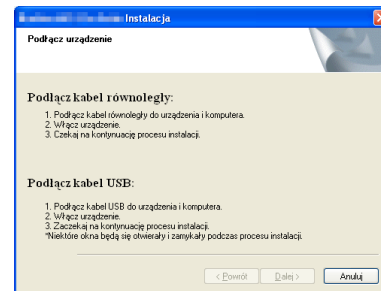 Instalacja
Podłącz urządzenie
Podłącz kabel równoległy:
1. Podłącz kabel równoległy do urządzenia i komputera.
2. Włącz urządzenie.
3. Czekaj na kontynuację procesu instalacji.
Podłącz kabel USB:
1. Podłącz kabel USB do urządzenia i komputera.
2. Włącz urządzenie.
3. Zaczekaj na kontynuację procesu instalacji.
*Niektóre okna będą się otwierały i zamykały podczas procesu instalacji.
< Powrót Dalej > Anuluj